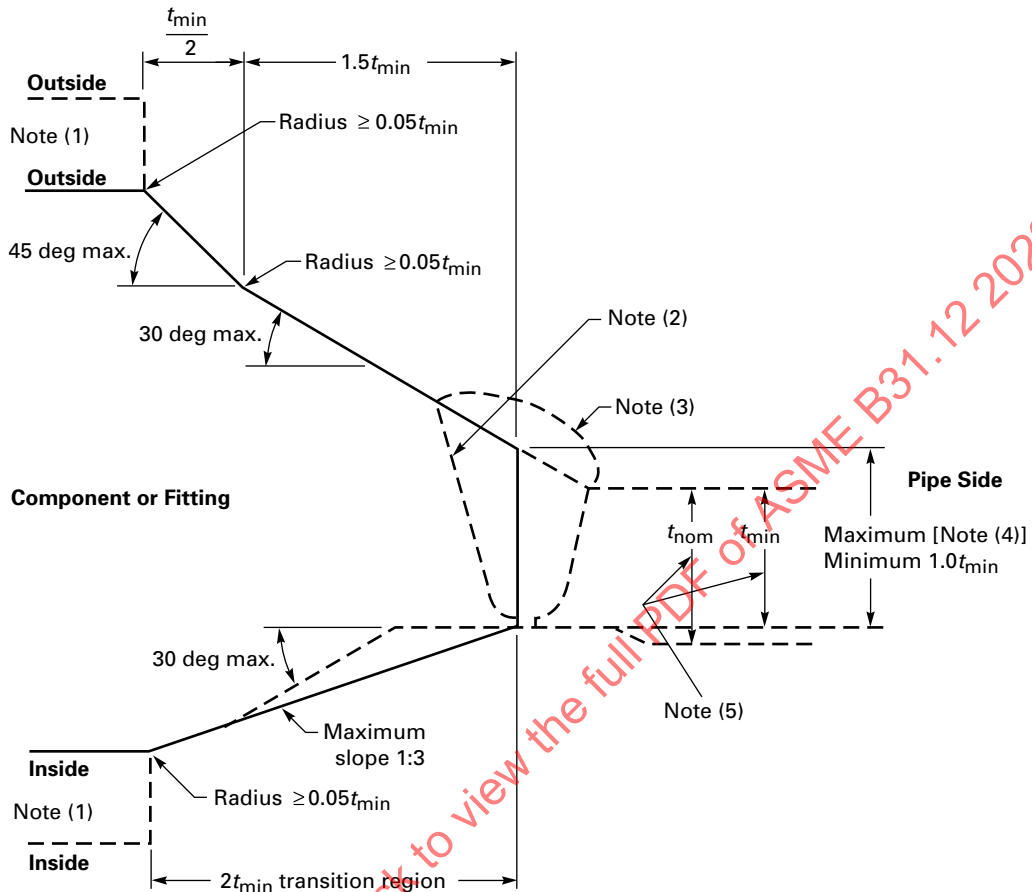 t_min
2
1.5t_min
Outside
Note (1)
Outside
Radius ≥ 0.05t_min
45 deg max.
Radius ≥0.05t_min
30 deg max.
Note (2)
Note (3)
Component or Fitting
Pipe Side
t_nom
t_min
Maximum [Note (4)]
Minimum 1.0t_min
30 deg max.
Maximum
slope 1:3
Note (5)
Inside
Note (1)
Inside
Radius ≥0.05t_min
2t_min transition region
to view the full PDF of ASME B31.12